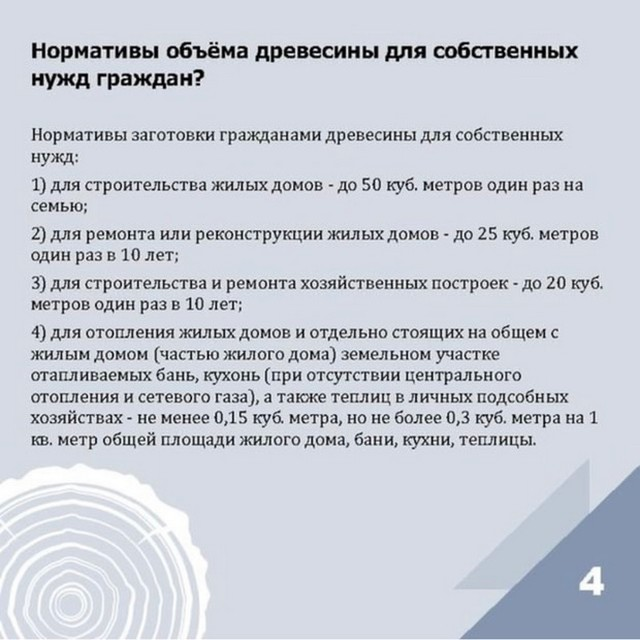 Нормативы объёма древесины для собственных
нужд граждан?
Нормативы заготовки гражданами древесины для собственных
нужд:
1) для строительства жилых домов - до 50 куб. метров один раз на
семью;
2) для ремонта или реконструкции жилых домов - до 25 куб. метров
один раз в 10 лет;
3) для строительства и ремонта хозяйственных построек - до 20 куб.
метров один раз в 10 лет;
4) для отопления жилых домов и отдельно стоящих на общем с
жилым домом (частью жилого дома) земельном участке
отапливаемых бань, кухонь (при отсутствии центрального
отопления и сетевого газа), а также теплиц в личных подсобных
хозяйствах - не менее 0,15 куб. метра, но не более 0,3 куб. метра на 1
кв. метр общей площади жилого дома, бани, кухни, теплицы.
4